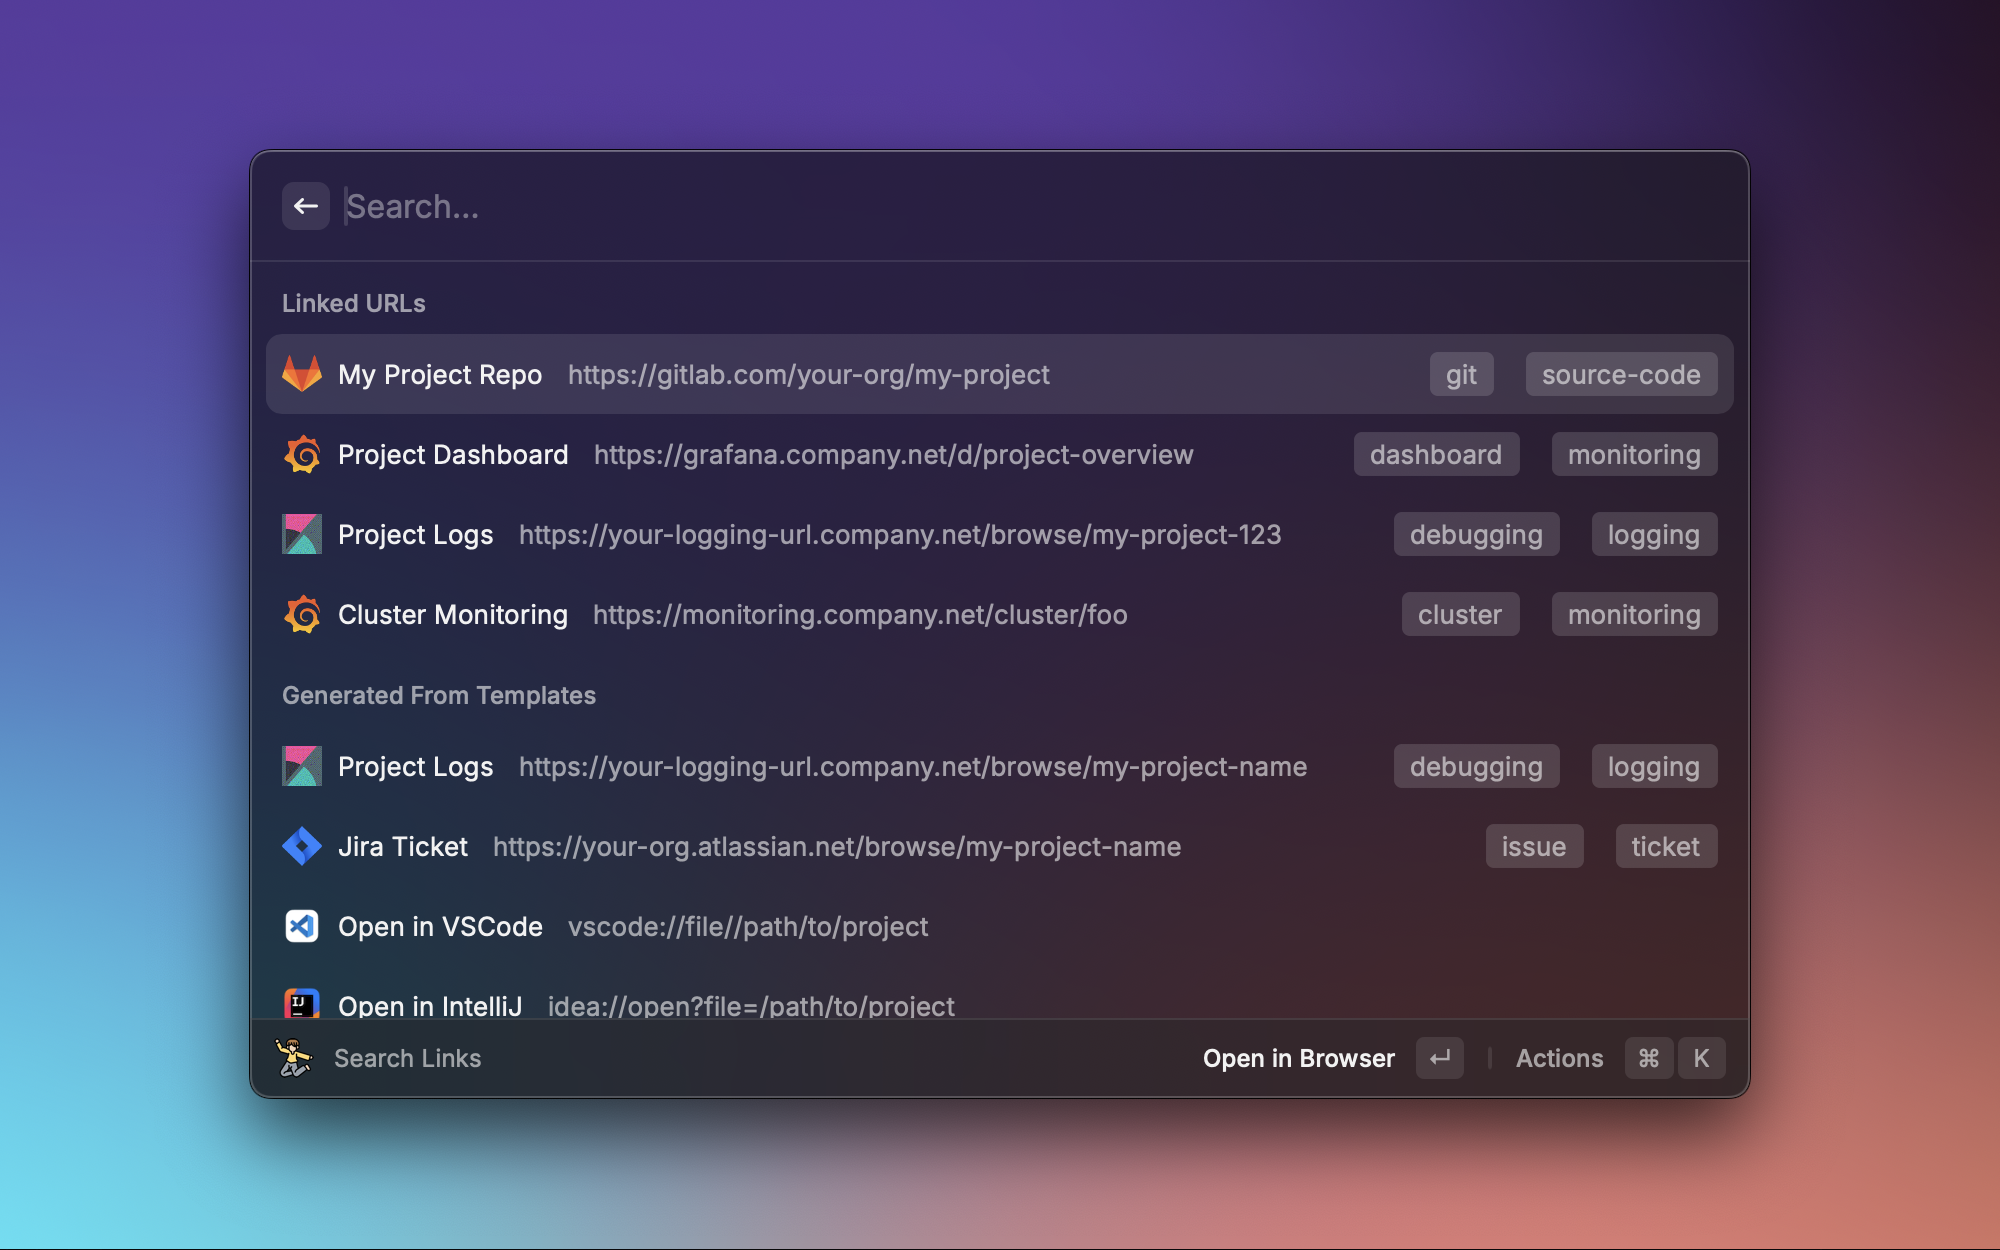 Search...
Linked URLs
My Project Repo https://gitlab.com/your-org/my-project git source-code
Project Dashboard https://grafana.company.net/d/project-overview dashboard monitoring
Project Logs https://your-logging-url.company.net/browse/my-project-123 debugging logging
Cluster Monitoring https://monitoring.company.net/cluster/foo cluster monitoring
Generated From Templates
Project Logs https://your-logging-url.company.net/browse/my-project-name debugging logging
Jira Ticket https://your-org.atlassian.net/browse/my-project-name issue ticket
Open in VSCode vscode://file//path/to/project
IJ Open in IntelliJ idea://open?file=/path/to/project
Search Links Open in Browser ↵ Actions ⌘ K